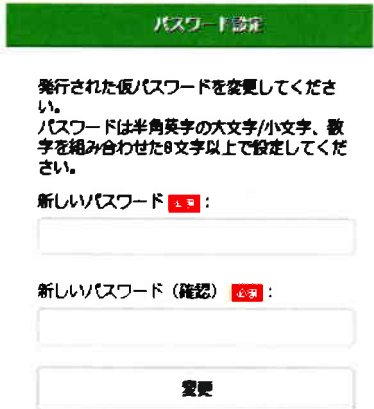 パスワード設定
発行された仮パスワードを変更してくださ
い。
パスワードは半角英字の大文字/小文字、数
字を組み合わせた8文字以上で設定してくだ
さい。
新しいパスワード 必須 :
新しいパスワード（確認） 必須 :
変更